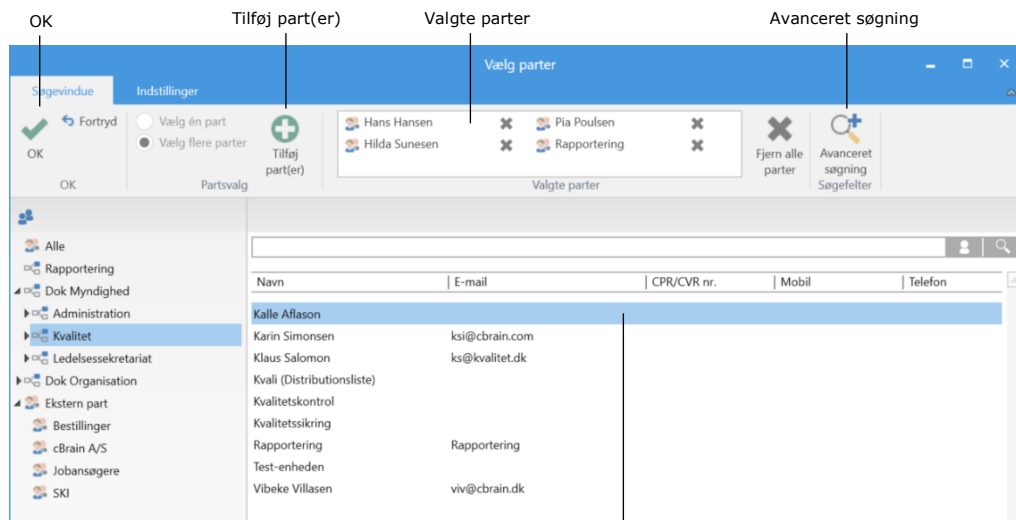 OK Tilføj part(er) Valgte parter Avanceret søgning
Vælg parter
Søgevindue Indstillinger
Fortryd Vælg én part Hans Hansen Pia Poulsen
OK Vælg flere parter Tilføj part(er) Hilda Sunesen Rapportering Fjern alle parter Avanceret søgning
OK Partsvalg Valgte parter Søgefelter
Alle
Rapportering
Dok Myndighed
Administration
Kvalitet
Ledelsessekretariat
Dok Organisation
Ekstern part
Bestillinger
cBrain A/S
Jobansøgere
SKI
Navn E-mail CPR/CVR nr. Mobil Telefon
Kalle Aflason
Karin Simonsen ksi@cbrain.com
Klaus Salomon ks@kvalitet.dk
Kvali (Distributionsliste)
Kvalitetskontrol
Kvalitetssikring
Rapportering Rapportering
Test-enheden
Vibeke Villasen viv@cbrain.dk